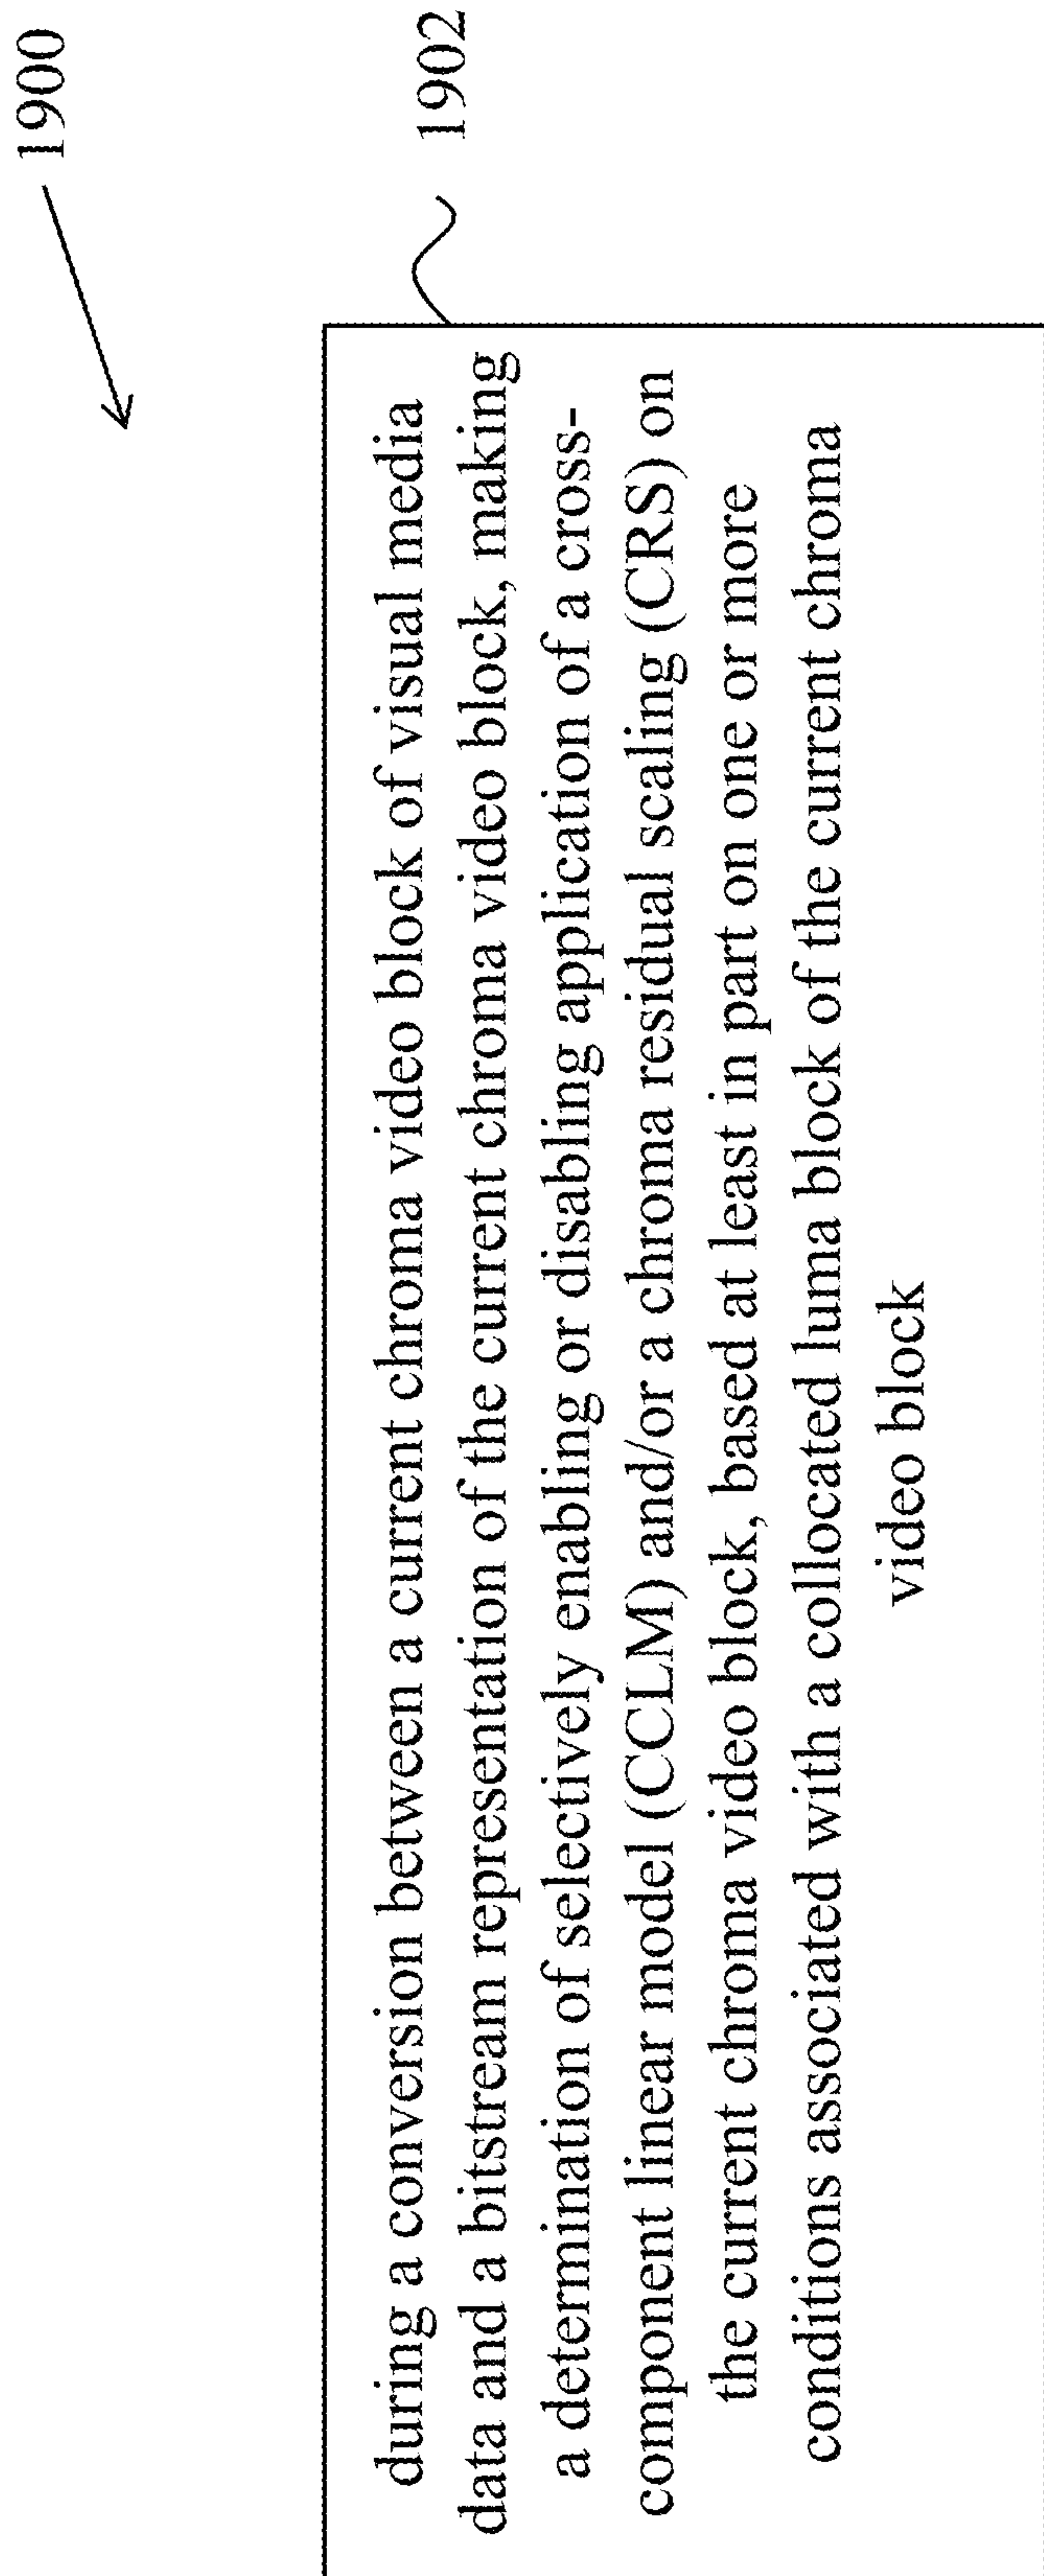 1900
1902
during a conversion between a current chroma video block of visual media
data and a bitstream representation of the current chroma video block, making
a determination of selectively enabling or disabling application of a cross-
component linear model (CCLM) and/or a chroma residual scaling (CRS) on
the current chroma video block, based at least in part on one or more
conditions associated with a collocated luma block of the current chroma
video block